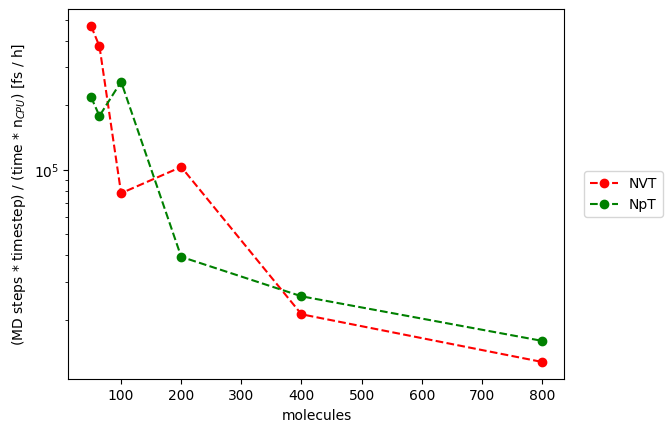 (MD steps * timestep) / (time * n_CPU) [fs / h]
10^5
100 200 300 400 500 600 700 800
molecules
NVT
NpT